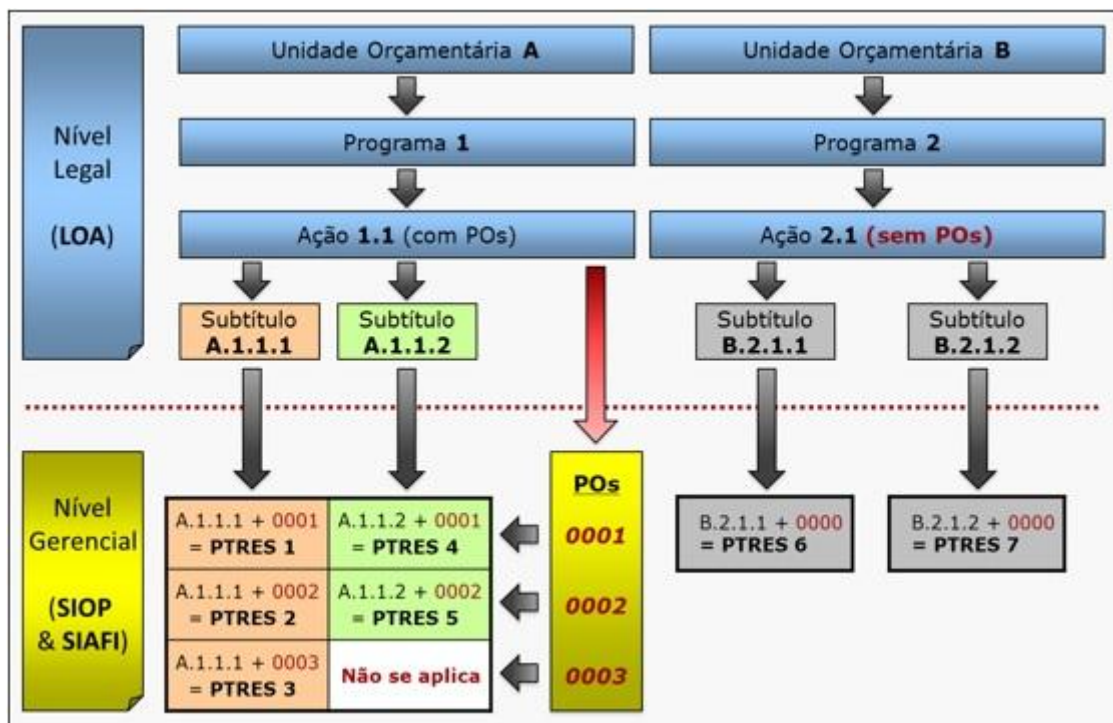 Nível
Legal
(LOA)
Unidade Orçamentária A
Programa 1
Ação 1.1 (com POs)
Subtítulo
A.1.1.1
Subtítulo
A.1.1.2
Unidade Orçamentária B
Programa 2
Ação 2.1 (sem POs)
Subtítulo
B.2.1.1
Subtítulo
B.2.1.2
Nível
Gerencial
(SIOP
& SIAFI)
A.1.1.1 + 0001
= PTRES 1
A.1.1.2 + 0001
= PTRES 4
A.1.1.1 + 0002
= PTRES 2
A.1.1.2 + 0002
= PTRES 5
A.1.1.1 + 0003
= PTRES 3
Não se aplica
POs
0001
0002
0003
B.2.1.1 + 0000
= PTRES 6
B.2.1.2 + 0000
= PTRES 7